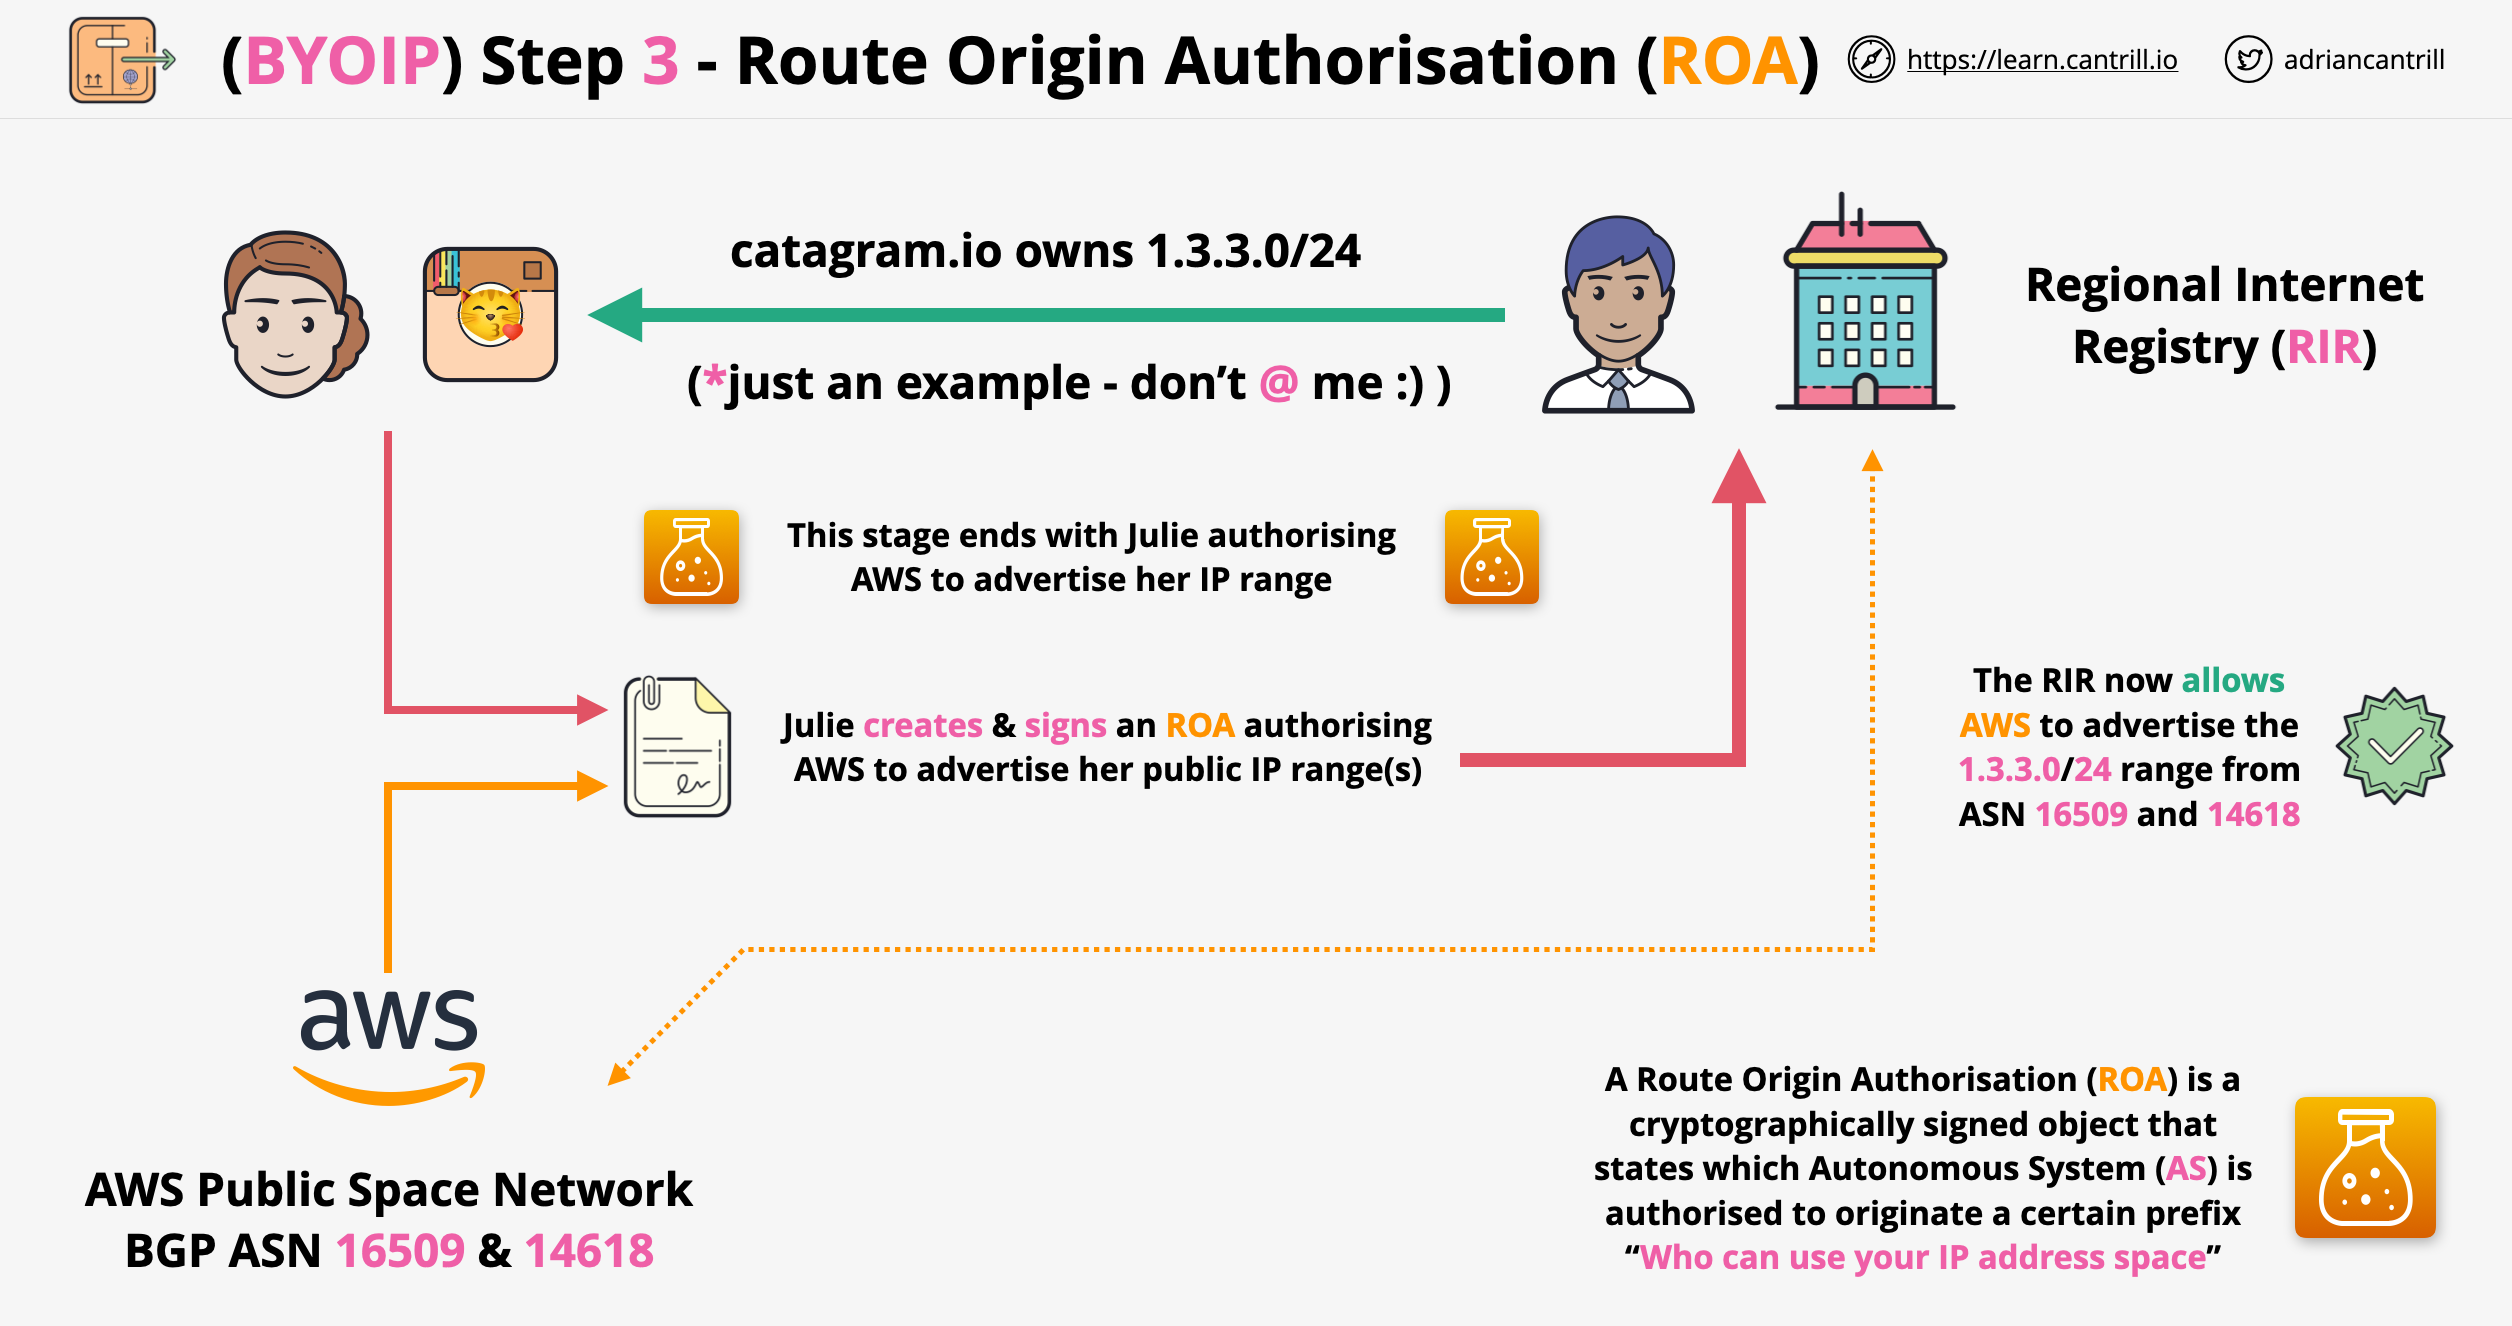 (BYOIP) Step 3 - Route Origin Authorisation (ROA)
https://learn.cantrill.io
adriancantrill
catagram.io owns 1.3.3.0/24
(*just an example - don’t @ me :) )
Regional Internet
Registry (RIR)
This stage ends with Julie authorising
AWS to advertise her IP range
Julie creates & signs an ROA authorising
AWS to advertise her public IP range(s)
The RIR now allows
AWS to advertise the
1.3.3.0/24 range from
ASN 16509 and 14618
aws
AWS Public Space Network
BGP ASN 16509 & 14618
A Route Origin Authorisation (ROA) is a
cryptographically signed object that
states which Autonomous System (AS) is
authorised to originate a certain prefix
“Who can use your IP address space”